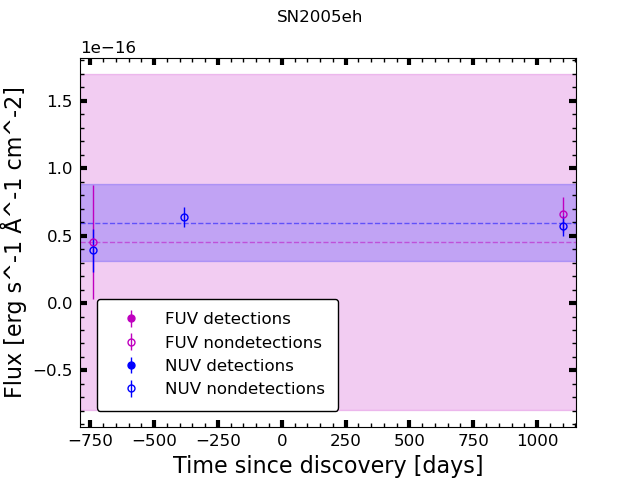 SN2005eh
1e−16
1.5
1.0
0.5
0.0
−0.5
Flux [erg s^-1 Å^-1 cm^-2]
FUV detections
FUV nondetections
NUV detections
NUV nondetections
−750 −500 −250 0 250 500 750 1000
Time since discovery [days]